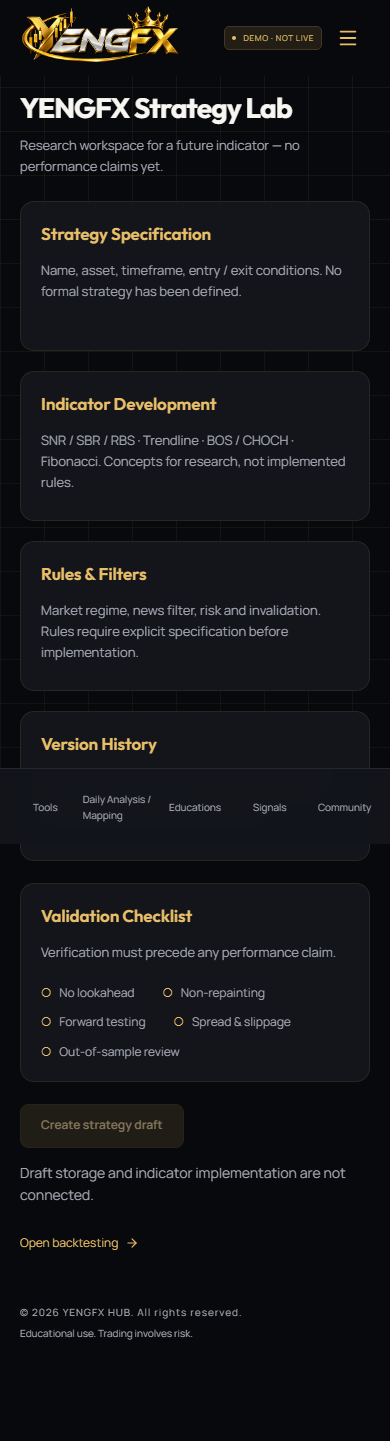 YENGFX
DEMO - NOT LIVE
YENGFX Strategy Lab
Research workspace for a future indicator — no
performance claims yet.
Strategy Specification
Name, asset, timeframe, entry / exit conditions. No
formal strategy has been defined.
Indicator Development
SNR / SBR / RBS · Trendline · BOS / CHOCH ·
Fibonacci. Concepts for research, not implemented
rules.
Rules & Filters
Market regime, news filter, risk and invalidation.
Rules require explicit specification before
implementation.
Version History
Tools
Daily Analysis /
Mapping
Educations
Signals
Community
Validation Checklist
Verification must precede any performance claim.
No lookahead
Non-repainting
Forward testing
Spread & slippage
Out-of-sample review
Create strategy draft
Draft storage and indicator implementation are not
connected.
Open backtesting →
© 2026 YENGFX HUB. All rights reserved.
Educational use. Trading involves risk.